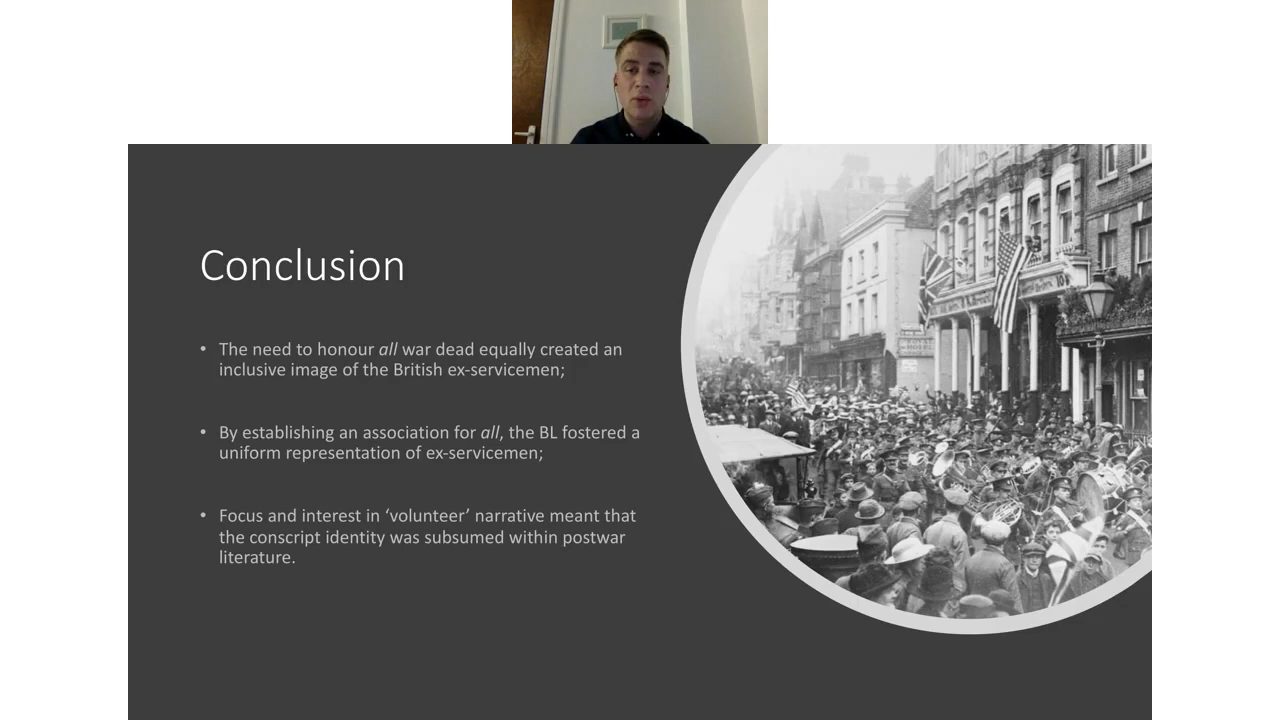 Conclusion
• The need to honour all war dead equally created an
inclusive image of the British ex-servicemen;
• By establishing an association for all, the BL fostered a
uniform representation of ex-servicemen;
• Focus and interest in ‘volunteer’ narrative meant that
the conscript identity was subsumed within postwar
literature.